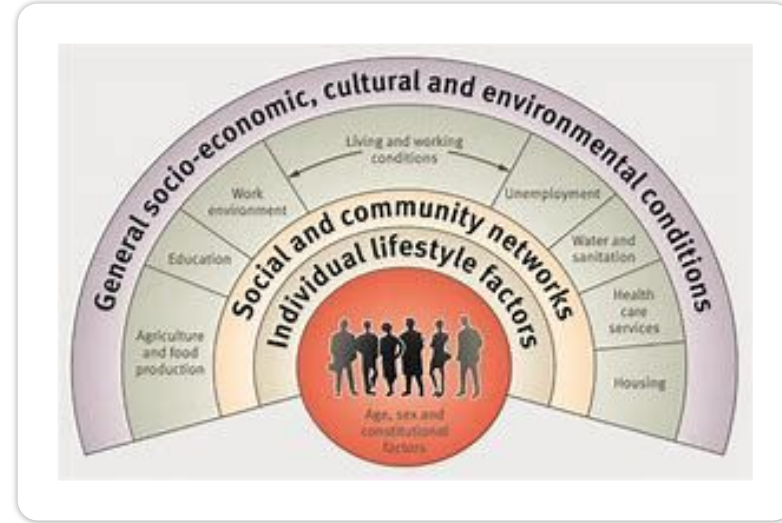 General socio-economic, cultural and environmental conditions
Living and working
conditions
Work
environment
Unemployment
Education
Water and
sanitation
Agriculture
and food
production
Health
care
services
Housing
Social and community networks
Individual lifestyle factors
Age, sex and
constitutional
factors